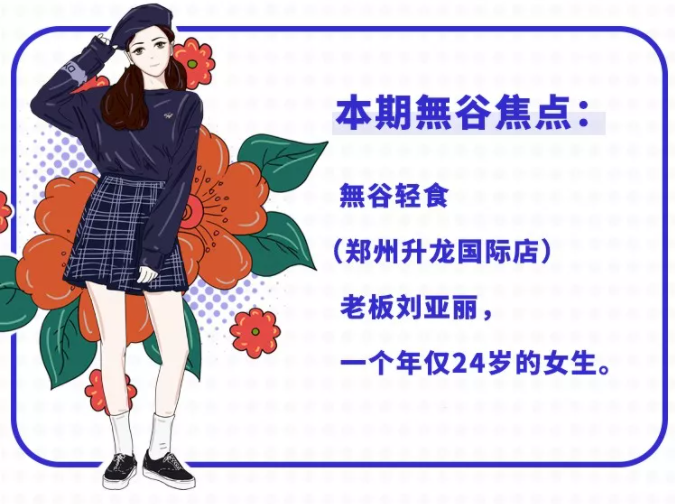 本期無谷焦点：
無谷轻食
（郑州升龙国际店）
老板刘亚丽，
一个年仅24岁的女生。